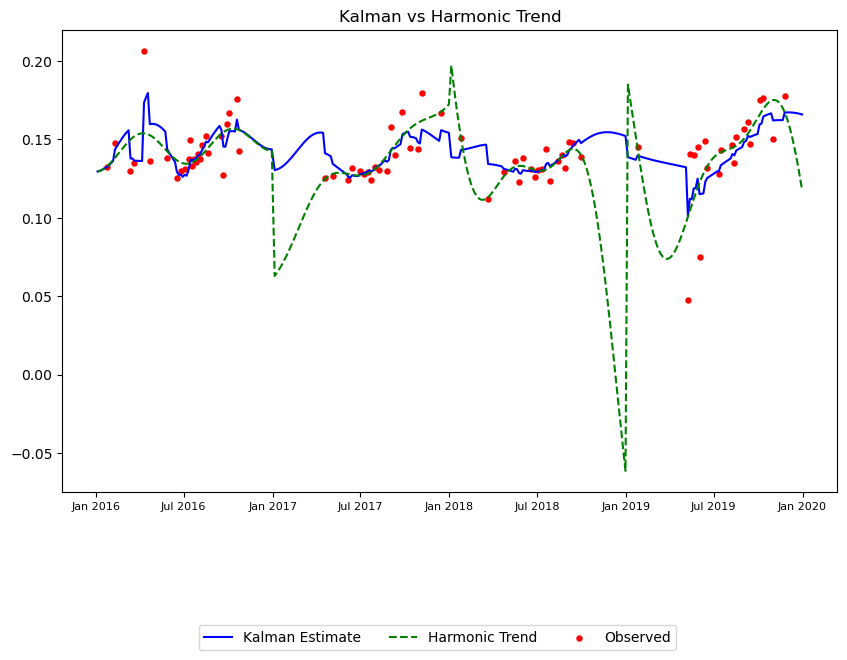 Kalman vs Harmonic Trend
0.20
0.15
0.10
0.05
0.00
−0.05
Jan 2016 Jul 2016 Jan 2017 Jul 2017 Jan 2018 Jul 2018 Jan 2019 Jul 2019 Jan 2020
Kalman Estimate Harmonic Trend Observed